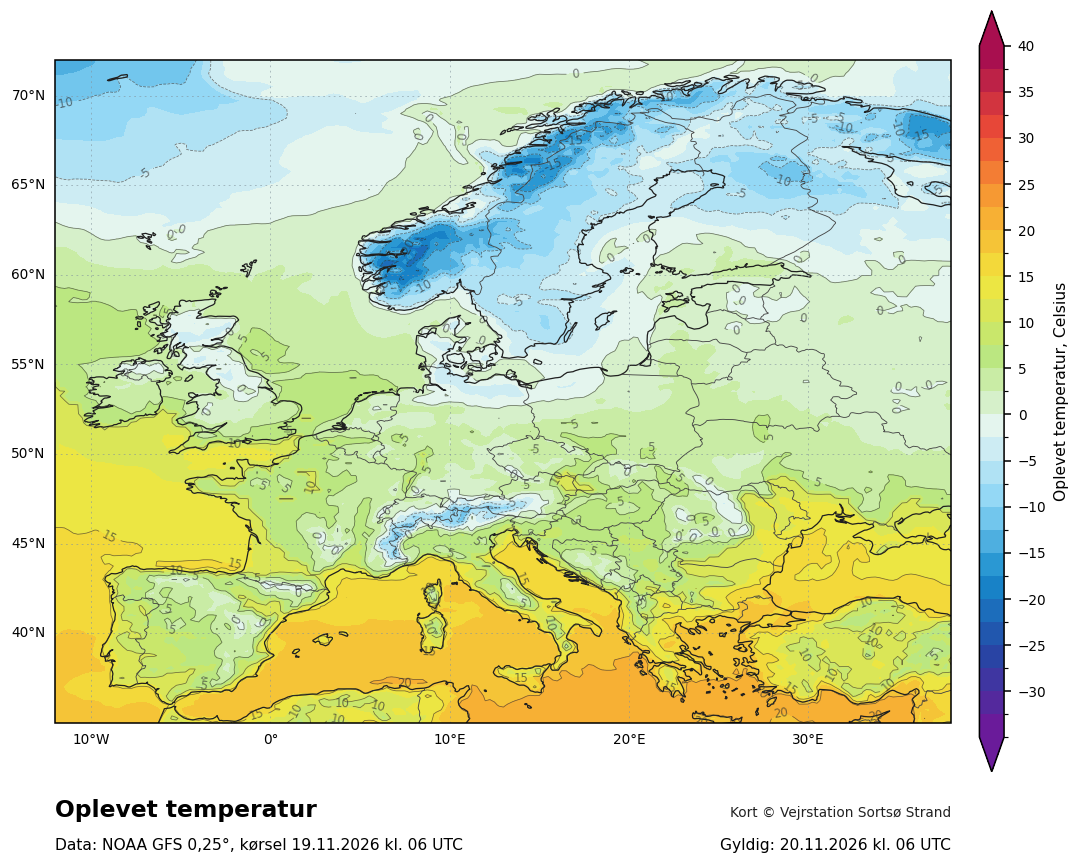 40
35
30
25
20
15
10
5
0
−5
−10
−15
−20
−25
−30
Oplevet temperatur, Celsius
70°N
65°N
60°N
55°N
50°N
45°N
40°N
10°W
0°
10°E
20°E
30°E
Oplevet temperatur
Kort © Vejrstation Sortsø Strand
Data: NOAA GFS 0,25°, kørsel 19.11.2026 kl. 06 UTC
Gyldig: 20.11.2026 kl. 06 UTC